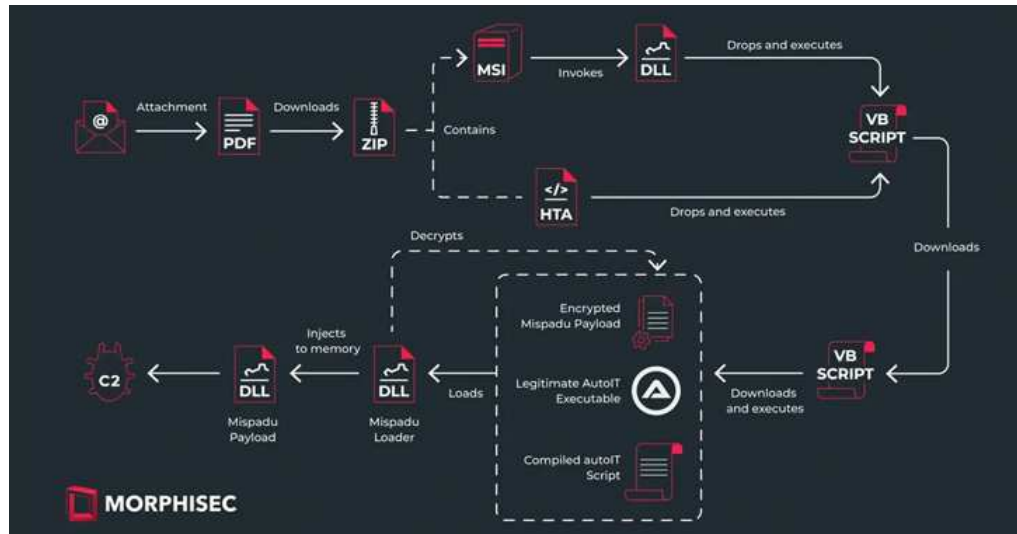 @
Attachment
PDF
Downloads
ZIP
Contains
MSI
Invokes
DLL
Drops and executes
VB
SCRIPT
</>
HTA
Drops and executes
Downloads
Decrypts
Encrypted
Mispadu Payload
Legitimate AutoIT
Executable
Compiled autoIT
Script
VB
SCRIPT
Downloads
and executes
Loads
DLL
Mispadu
Loader
Injects
to memory
DLL
Mispadu
Payload
C2
MORPHISEC